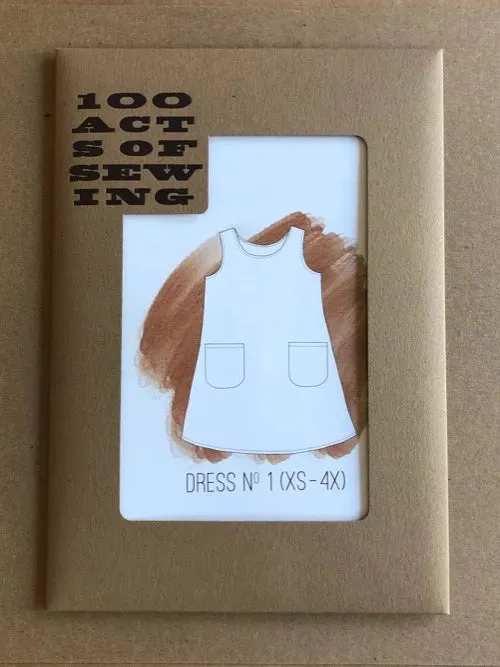 100
ACT
S OF
SEW
ING
DRESS Nº 1 (XS-4X)